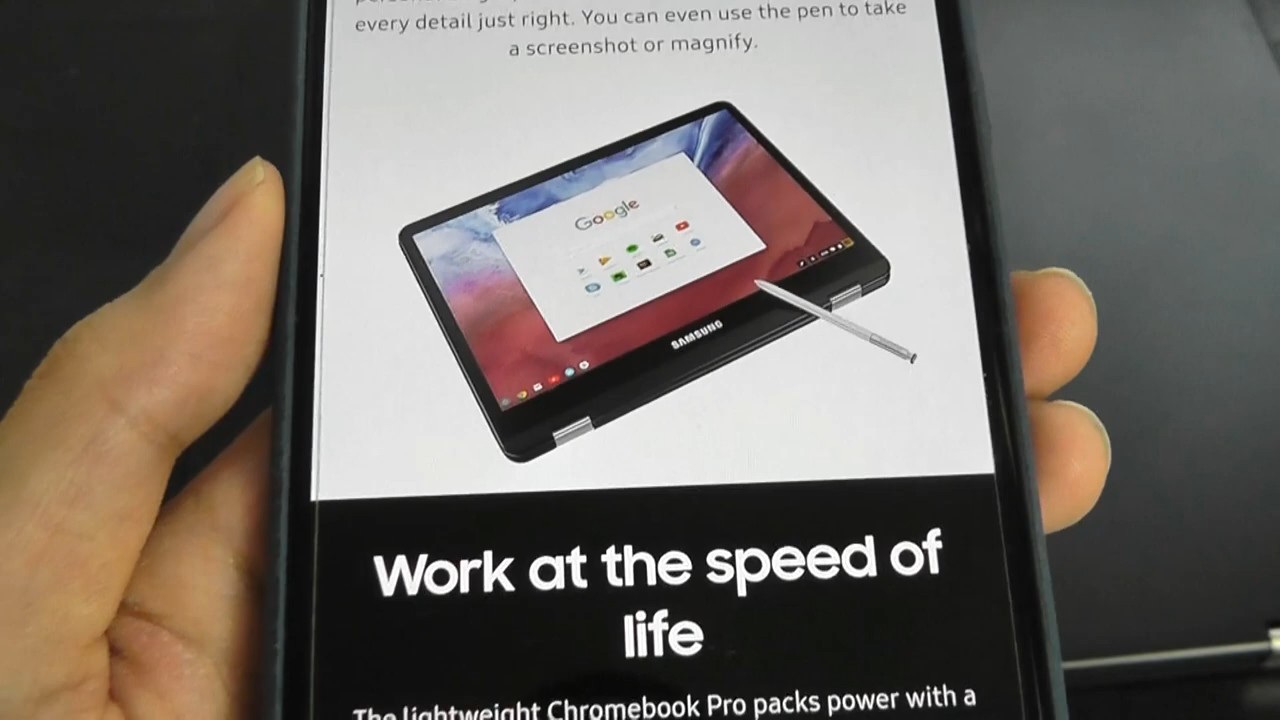 every detail just right. You can even use the pen to take
a screenshot or magnify.
Google
SAMSUNG
Work at the speed of
life
The lightweight Chromebook Pro packs power with a